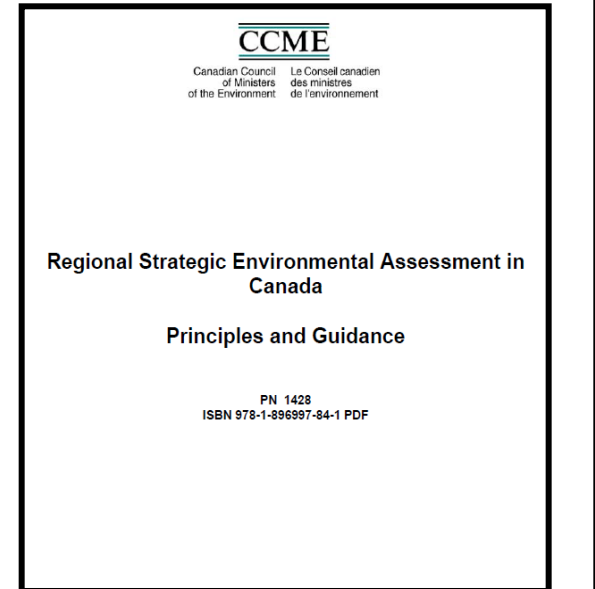 CCME
Canadian Council
of Ministers
of the Environment
Le Conseil canadien
des ministres
de l'environnement
Regional Strategic Environmental Assessment in
Canada
Principles and Guidance
PN 1428
ISBN 978-1-896997-84-1 PDF